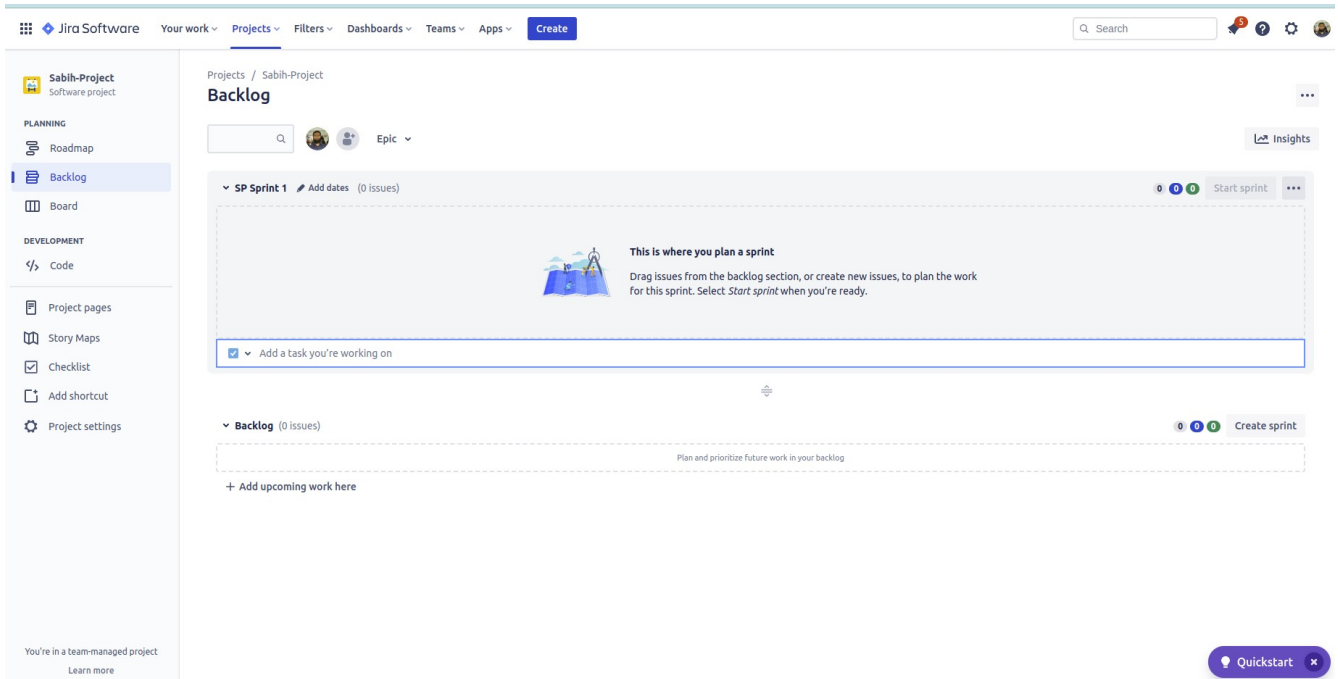 Jira Software Your work Projects Filters Dashboards Teams Apps Create Search 5
Sabih-Project
Software project
PLANNING
Roadmap
Backlog
Board
DEVELOPMENT
Code
Project pages
Story Maps
Checklist
Add shortcut
Project settings
You're in a team-managed project
Learn more
Projects / Sabih-Project
Backlog
Epic Insights
SP Sprint 1 Add dates (0 issues) 0 0 0 Start sprint
This is where you plan a sprint
Drag issues from the backlog section, or create new issues, to plan the work
for this sprint. Select Start sprint when you're ready.
Add a task you're working on
Backlog (0 issues) 0 0 0 Create sprint
Plan and prioritize future work in your backlog
+ Add upcoming work here
Quickstart